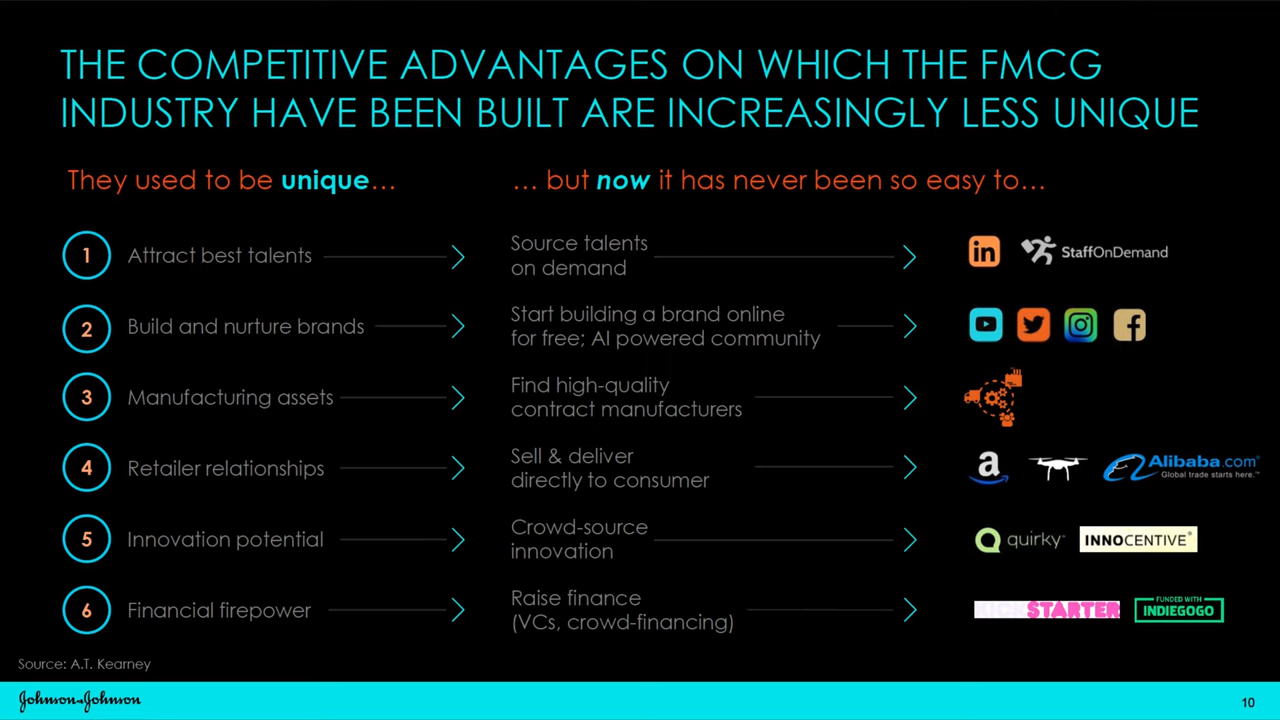 THE COMPETITIVE ADVANTAGES ON WHICH THE FMCG
INDUSTRY HAVE BEEN BUILT ARE INCREASINGLY LESS UNIQUE
They used to be unique…
… but now it has never been so easy to…
1
Attract best talents
Source talents
on demand
in
StaffOnDemand
2
Build and nurture brands
Start building a brand online
for free; AI powered community
f
3
Manufacturing assets
Find high-quality
contract manufacturers
4
Retailer relationships
Sell & deliver
directly to consumer
a
Alibaba.com®
Global trade starts here.™
5
Innovation potential
Crowd-source
innovation
quirky™
INNOCENTIVE®
6
Financial firepower
Raise finance
(VCs, crowd-financing)
KICKSTARTER
FUNDED WITH
INDIEGOGO
Source: A.T. Kearney
Johnson&Johnson
10